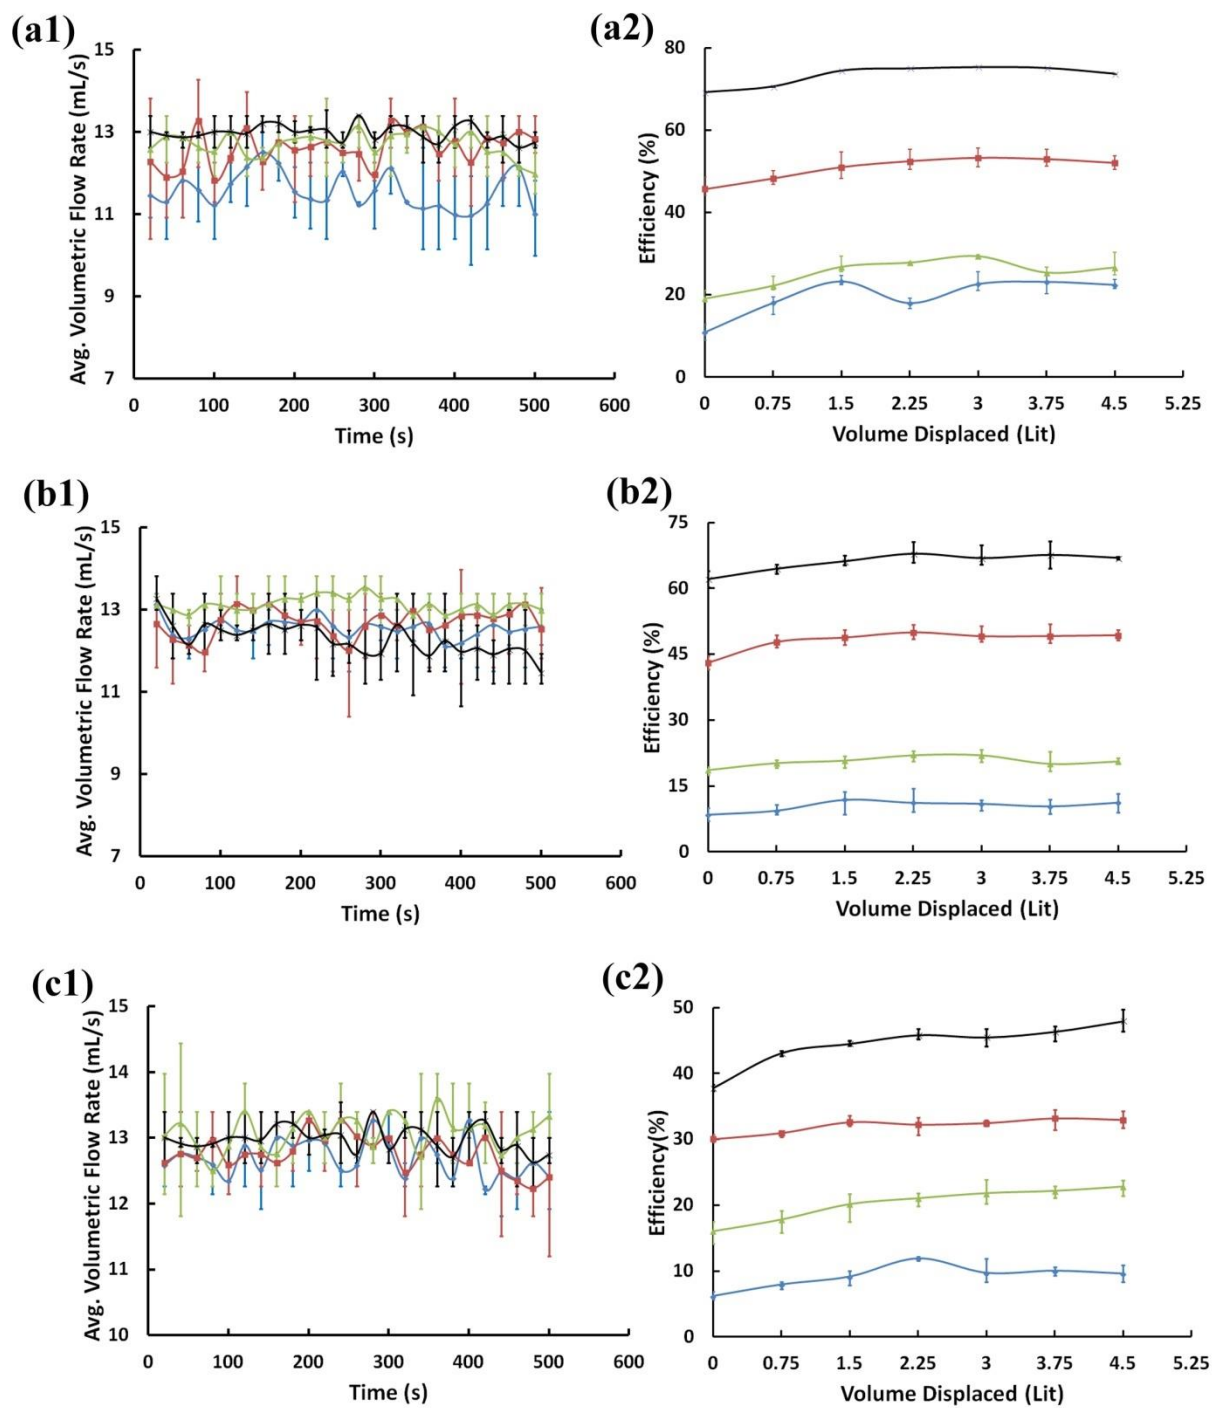 (a1)
Avg. Volumetric Flow Rate (mL/s)
15
13
11
9
7
0 100 200 300 400 500 600
Time (s)
(a2)
Efficiency (%)
80
60
40
20
0
0 0.75 1.5 2.25 3 3.75 4.5 5.25
Volume Displaced (Lit)
(b1)
Avg. Volumetric Flow Rate (mL/s)
15
13
11
9
7
0 100 200 300 400 500 600
Time (s)
(b2)
Efficiency (%)
75
60
45
30
15
0
0 0.75 1.5 2.25 3 3.75 4.5 5.25
Volume Displaced (Lit)
(c1)
Avg. Volumetric Flow Rate (mL/s)
15
14
13
12
11
10
0 100 200 300 400 500 600
Time (s)
(c2)
Efficiency(%)
50
40
30
20
10
0
0 0.75 1.5 2.25 3 3.75 4.5 5.25
Volume Displaced (Lit)